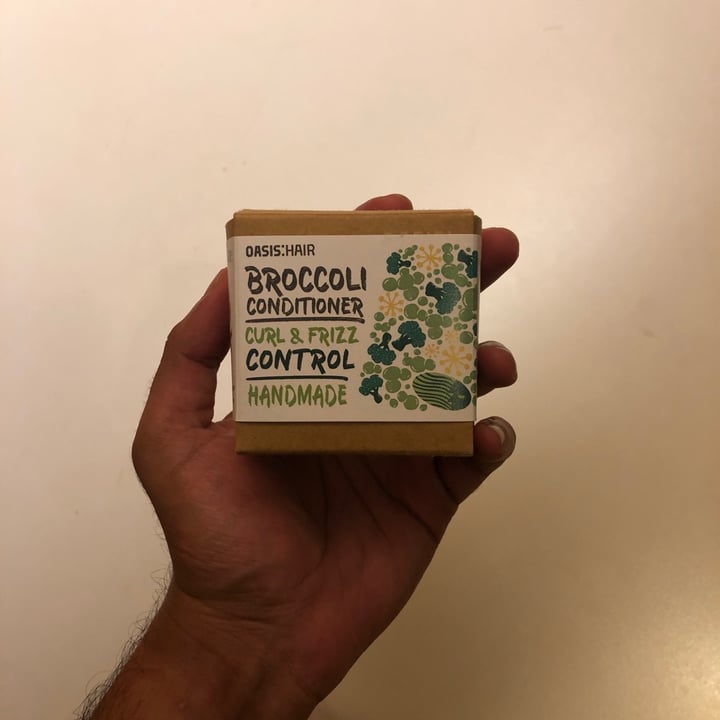 OASIS:HAIR
BROCCOLI
CONDITIONER
CURL & FRIZZ
CONTROL
HANDMADE